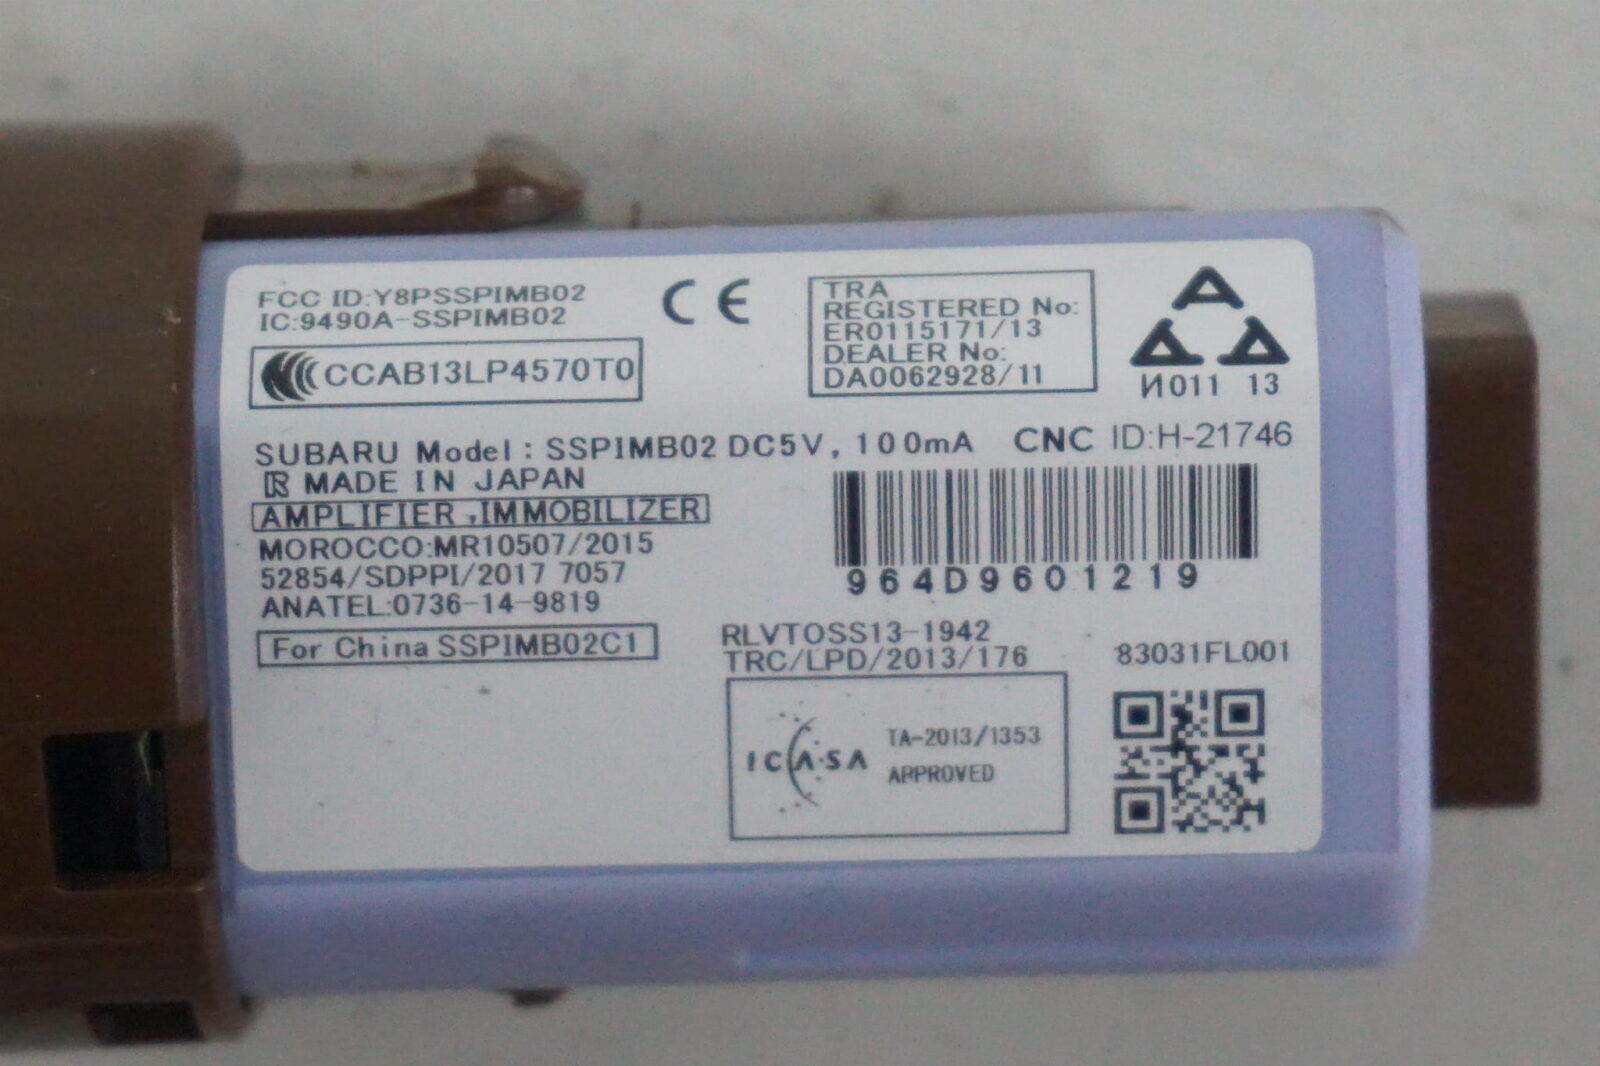 FCC ID:Y8PSSPIMB02
IC:9490A-SSPIMB02
CCAB13LP4570T0
CE
TRA
REGISTERED No:
ER0115171/13
DEALER No:
DA0062928/11
И011 13
SUBARU Model : SSPIMB02 DC5V, 100mA
CNC ID:H-21746
R MADE IN JAPAN
AMPLIFIER ,IMMOBILIZER
MOROCCO:MR10507/2015
52854/SDPPI/2017 7057
ANATEL:0736-14-9819
For China SSPIMB02C1
964D9601219
RLVTOSS13-1942
TRC/LPD/2013/176
83031FL001
ICASA
TA-2013/1353
APPROVED